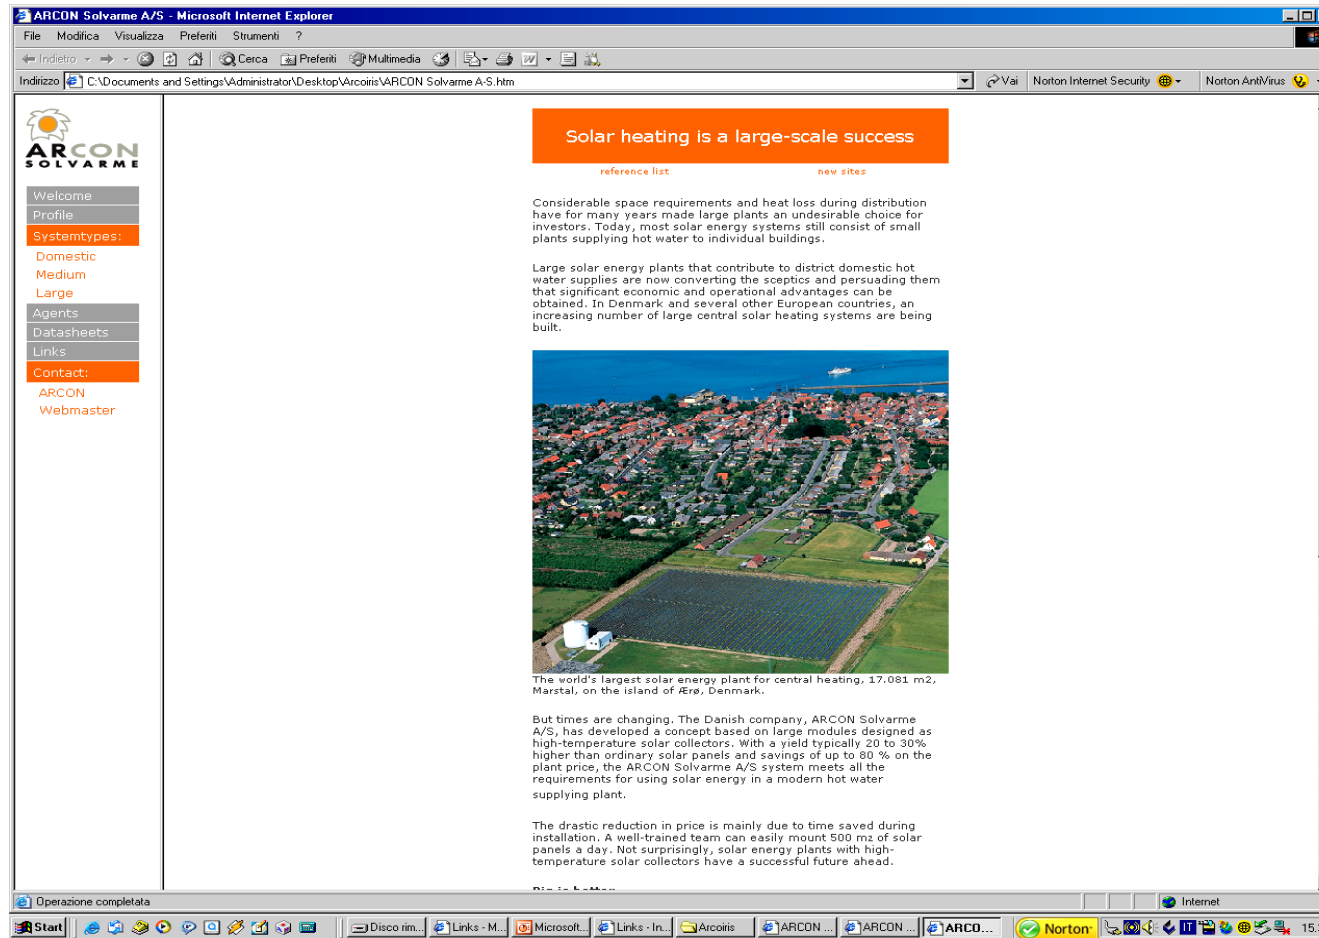 ARCON Solvarme A/S - Microsoft Internet Explorer
File Modifica Visualizza Preferiti Strumenti ?
Indietro Cerca Preferiti Multimedia
Indirizzo C:\Documents and Settings\Administrator\Desktop\Arcoiris\ARCON Solvarme A-S.htm Vai Norton Internet Security Norton AntiVirus
ARCON
SOLVARME
Welcome
Profile
Systemtypes:
Domestic
Medium
Large
Agents
Datasheets
Links
Contact:
ARCON
Webmaster
Solar heating is a large-scale success
reference list new sites
Considerable space requirements and heat loss during distribution
have for many years made large plants an undesirable choice for
investors. Today, most solar energy systems still consist of small
plants supplying hot water to individual buildings.
Large solar energy plants that contribute to district domestic hot
water supplies are now converting the sceptics and persuading them
that significant economic and operational advantages can be
obtained. In Denmark and several other European countries, an
increasing number of large central solar heating systems are being
built.
The world's largest solar energy plant for central heating, 17.081 m2,
Marstal, on the island of Ærø, Denmark.
But times are changing. The Danish company, ARCON Solvarme
A/S, has developed a concept based on large modules designed as
high-temperature solar collectors. With a yield typically 20 to 30%
higher than ordinary solar panels and savings of up to 80 % on the
plant price, the ARCON Solvarme A/S system meets all the
requirements for using solar energy in a modern hot water
supplying plant.
The drastic reduction in price is mainly due to time saved during
installation. A well-trained team can easily mount 500 m2 of solar
panels a day. Not surprisingly, solar energy plants with high-
temperature solar collectors have a successful future ahead.
Operazione completata Internet
Start Disco rim... Links - M... Microsoft... Links - In... Arcoiris ARCON ... ARCON ... ARCO... Norton 15.